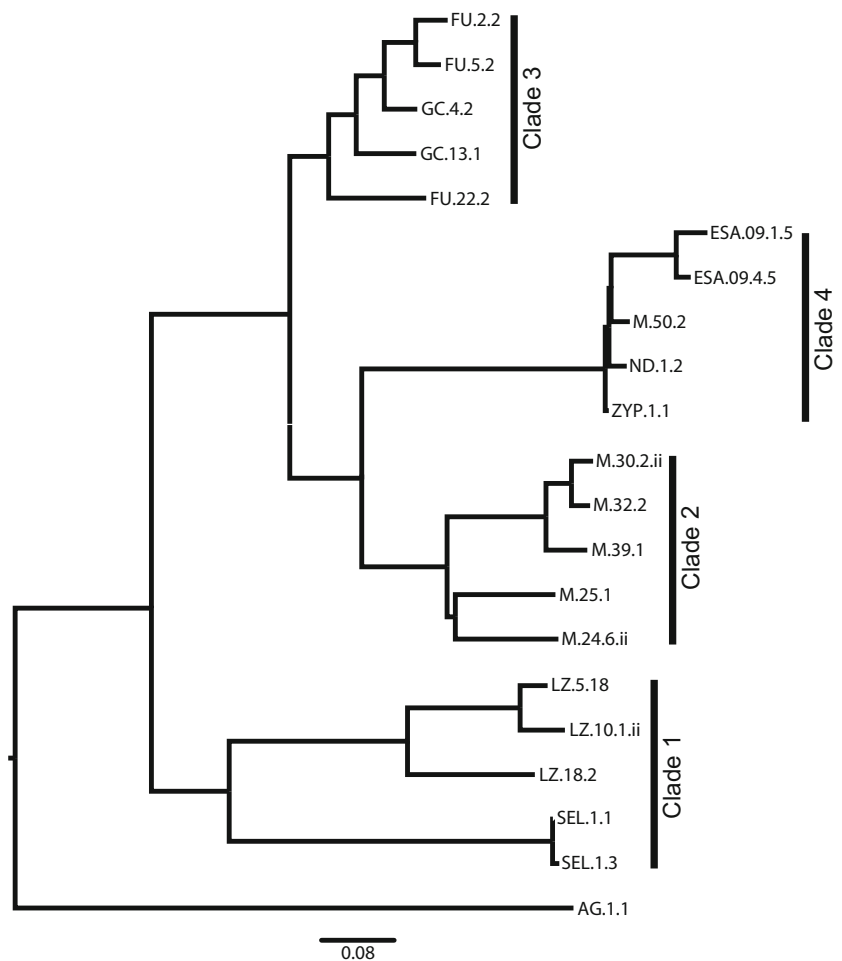 FU.2.2
FU.5.2
GC.4.2
GC.13.1
FU.22.2
Clade 3
ESA.09.1.5
ESA.09.4.5
M.50.2
ND.1.2
ZYP.1.1
Clade 4
M.30.2.ii
M.32.2
M.39.1
M.25.1
M.24.6.ii
Clade 2
LZ.5.18
LZ.10.1.ii
LZ.18.2
SEL.1.1
SEL.1.3
Clade 1
AG.1.1
0.08